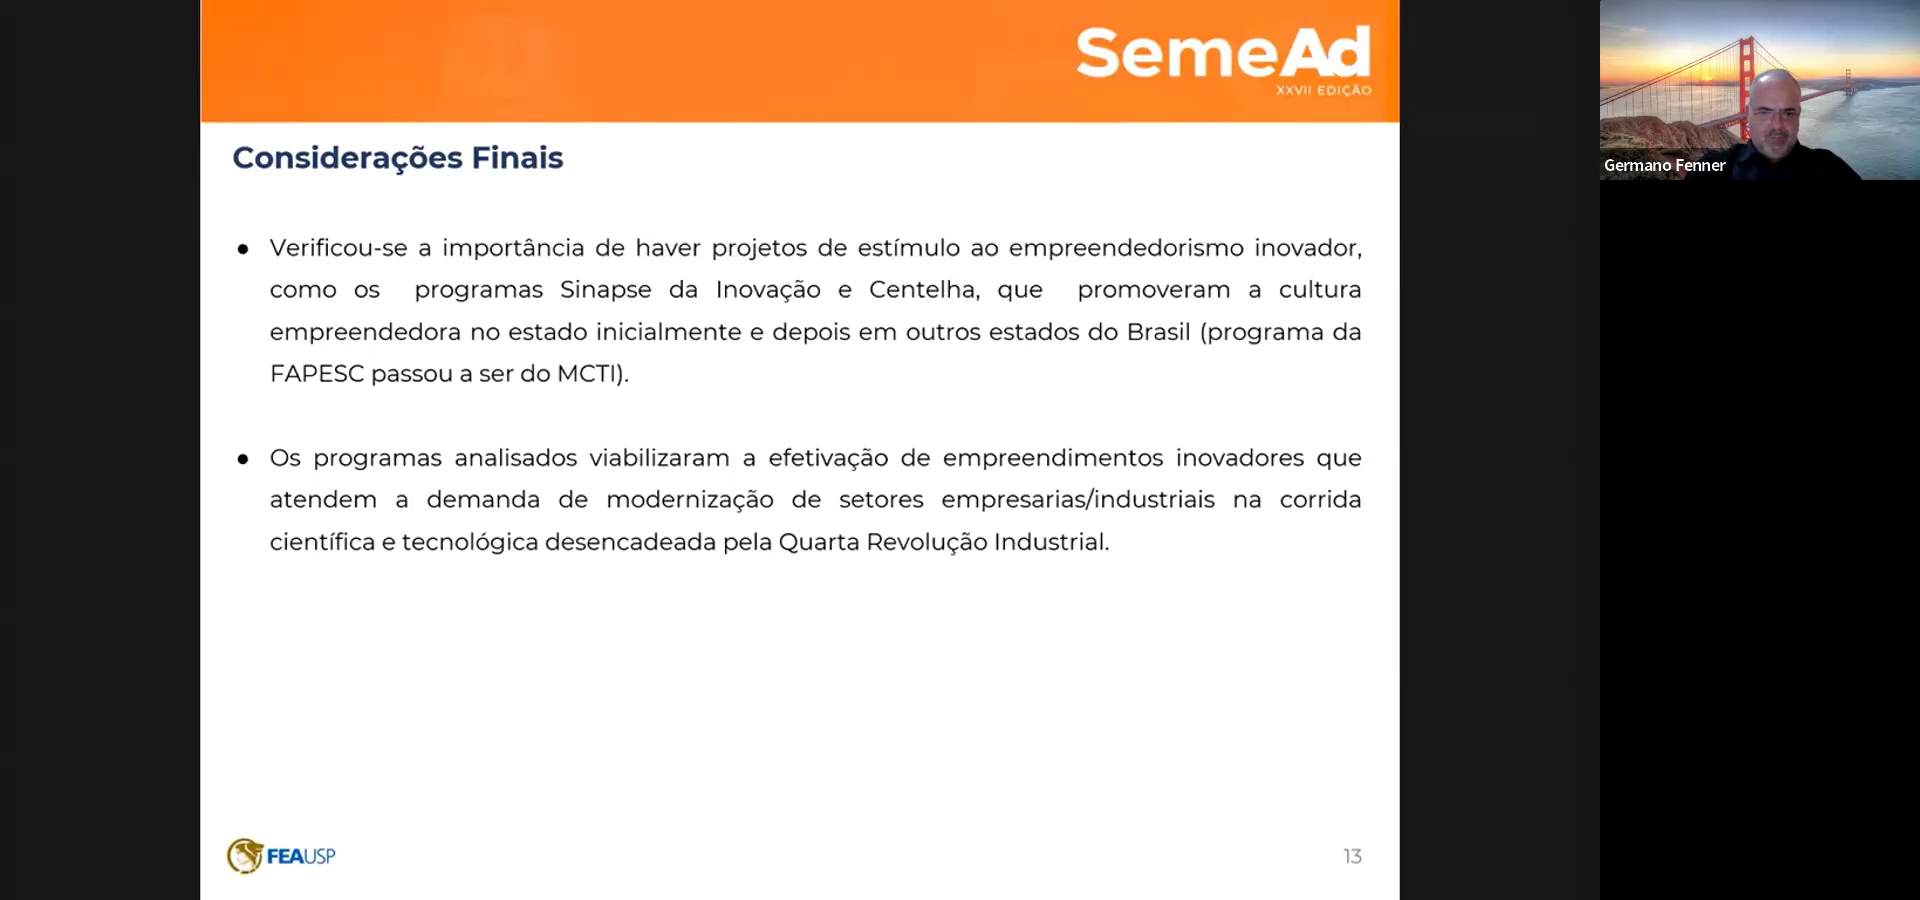 SemeAd
XXVII EDIÇÃO
Considerações Finais
● Verificou-se a importância de haver projetos de estímulo ao empreendedorismo inovador,
como os programas Sinapse da Inovação e Centelha, que promoveram a cultura
empreendedora no estado inicialmente e depois em outros estados do Brasil (programa da
FAPESC passou a ser do MCTI).
● Os programas analisados viabilizaram a efetivação de empreendimentos inovadores que
atendem a demanda de modernização de setores empresarias/industriais na corrida
científica e tecnológica desencadeada pela Quarta Revolução Industrial.
FEAUSP
13
Germano Fenner